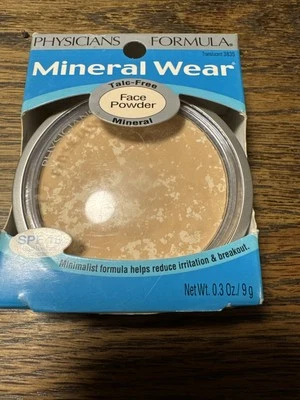 PHYSICIANS FORMULA®
Mineral Wear®
Talc-Free
Face
Powder
Mineral
SPF
Minimalist formula helps reduce irritation & breakout.
Net Wt. 0.3 Oz / 9 g